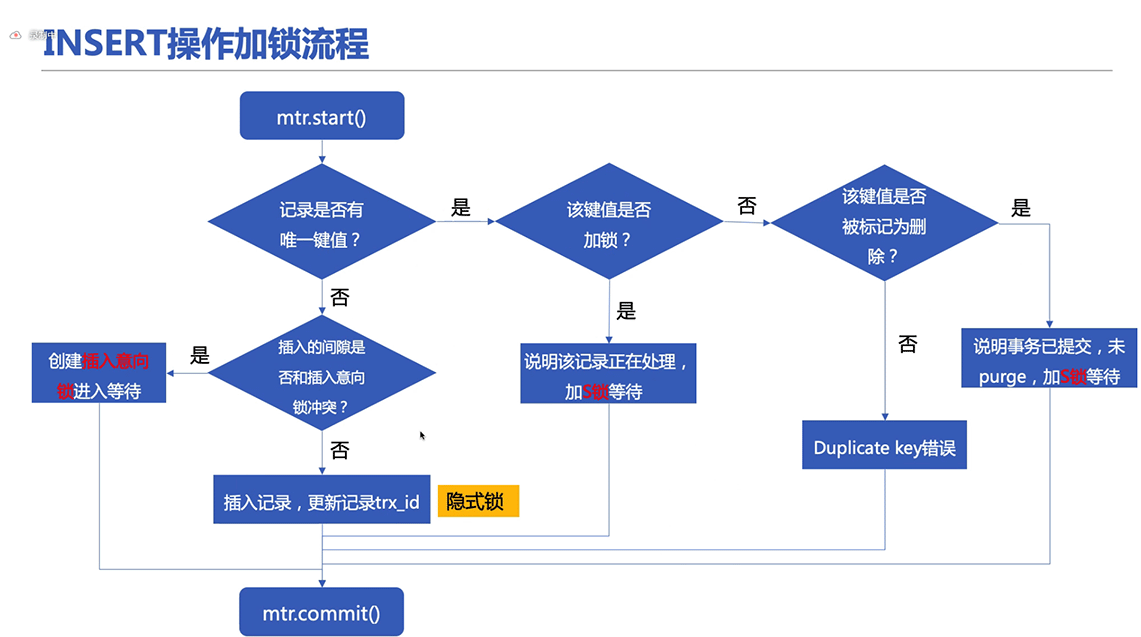 录制中
INSERT操作加锁流程
mtr.start()
记录是否有
唯一键值？
是
该键值是否
加锁？
否
该键值是否
被标记为删
除？
是
否
是
否
插入的间隙是
否和插入意向
锁冲突？
是
创建插入意向
锁进入等待
说明该记录正在处理，
加S锁等待
说明事务已提交，未
purge，加S锁等待
否
Duplicate key错误
插入记录，更新记录trx_id
隐式锁
mtr.commit()